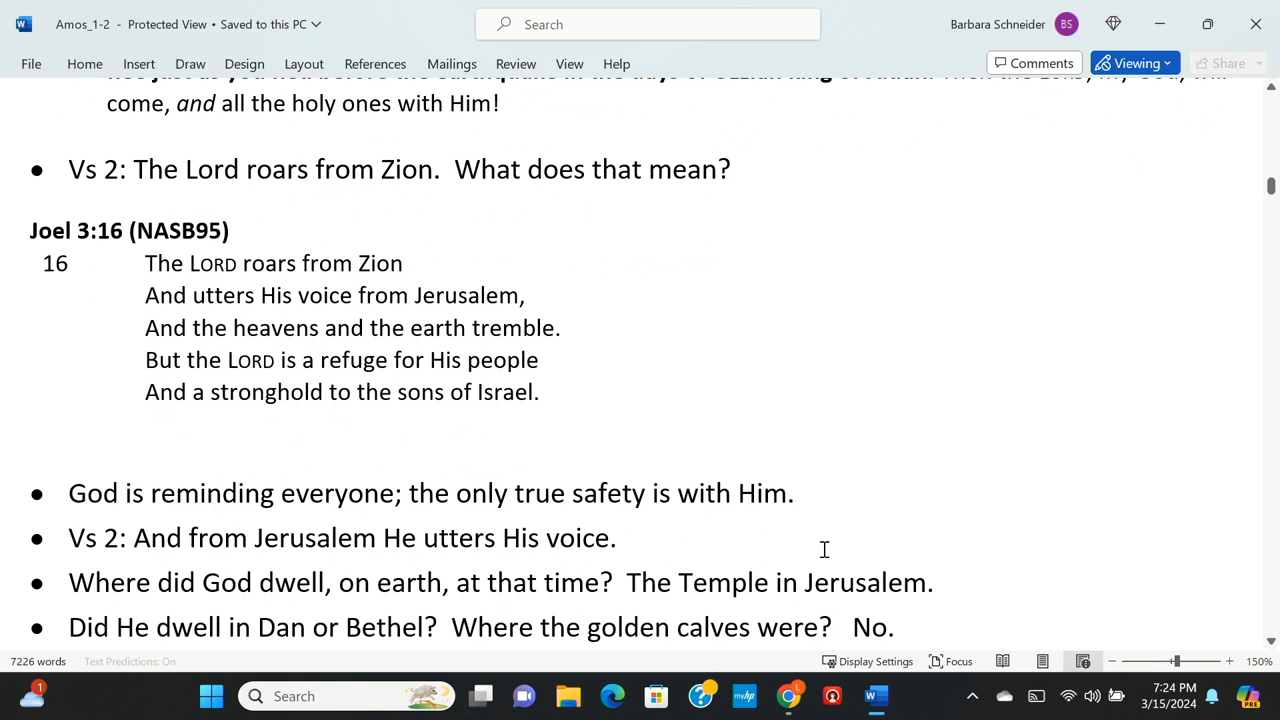 Amos_1-2 • Protected View • Saved to this PC
Search
Barbara Schneider
BS
File Home Insert Draw Design Layout References Mailings Review View Help
Comments
Viewing
Share
come, and all the holy ones with Him!
• Vs 2: The Lord roars from Zion. What does that mean?
Joel 3:16 (NASB95)
16 The LORD roars from Zion
And utters His voice from Jerusalem,
And the heavens and the earth tremble.
But the LORD is a refuge for His people
And a stronghold to the sons of Israel.
• God is reminding everyone; the only true safety is with Him.
• Vs 2: And from Jerusalem He utters His voice.
• Where did God dwell, on earth, at that time? The Temple in Jerusalem.
• Did He dwell in Dan or Bethel? Where the golden calves were? No.
7226 words Text Predictions: On Display Settings Focus 150%
1 Search hp L PRE
7:24 PM
3/15/2024